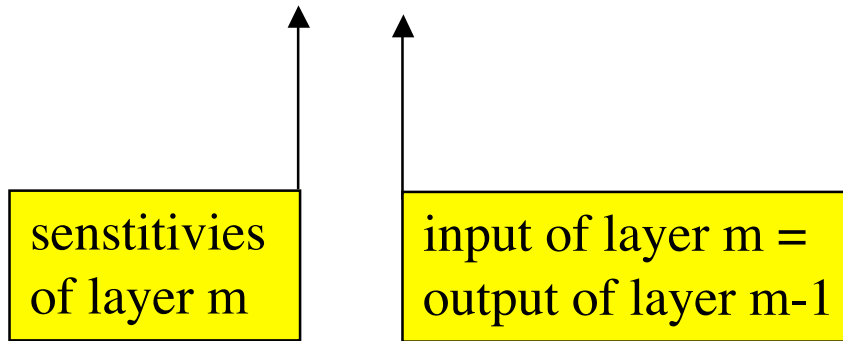 senstitivies
of layer m
input of layer m =
output of layer m-1